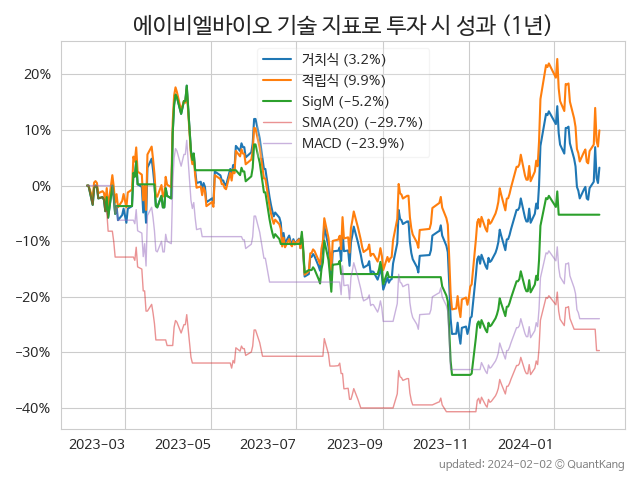 에이비엘바이오 기술 지표로 투자 시 성과 (1년)
거치식 (3.2%)
적립식 (9.9%)
SigM (−5.2%)
SMA(20) (−29.7%)
MACD (−23.9%)
20%
10%
0%
−10%
−20%
−30%
−40%
2023-03 2023-05 2023-07 2023-09 2023-11 2024-01
updated: 2024-02-02 © QuantKang